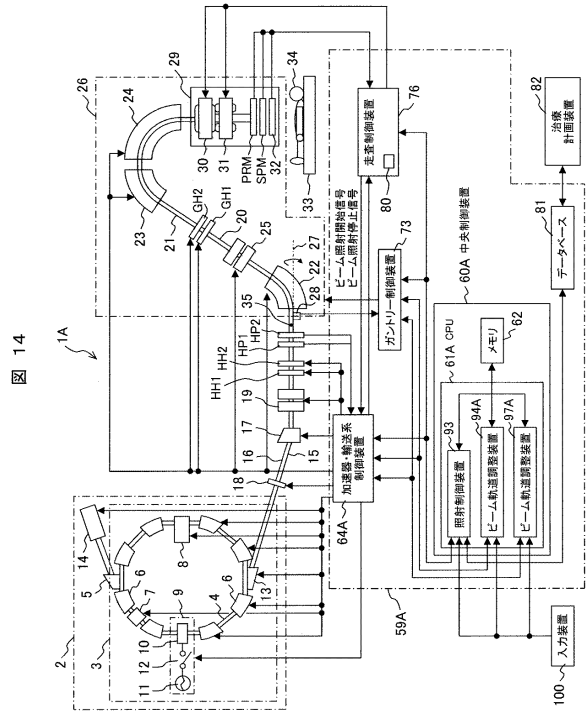 図 14
1A
26
24
23
21
GH2
GH1
20
25
27
22
28
29
30
31
PRM
SPM
32
34
33
35
HP2
HP1
HH2
HH1
19
17
16
15
18
2
3
14
5
6
7
8
6
4
9
10
12
11
13
ビーム照射開始信号
ビーム照射停止信号
76
走査制御装置
80
73
ガントリー制御装置
加速器・輸送系
制御装置
64A
59A
60A 中央制御装置
61A CPU
メモリ
62
93
照射制御装置
94A
ビーム軌道調整装置
97A
ビーム軌道調整装置
81
データベース
82
治療
計画装置
入力装置
100